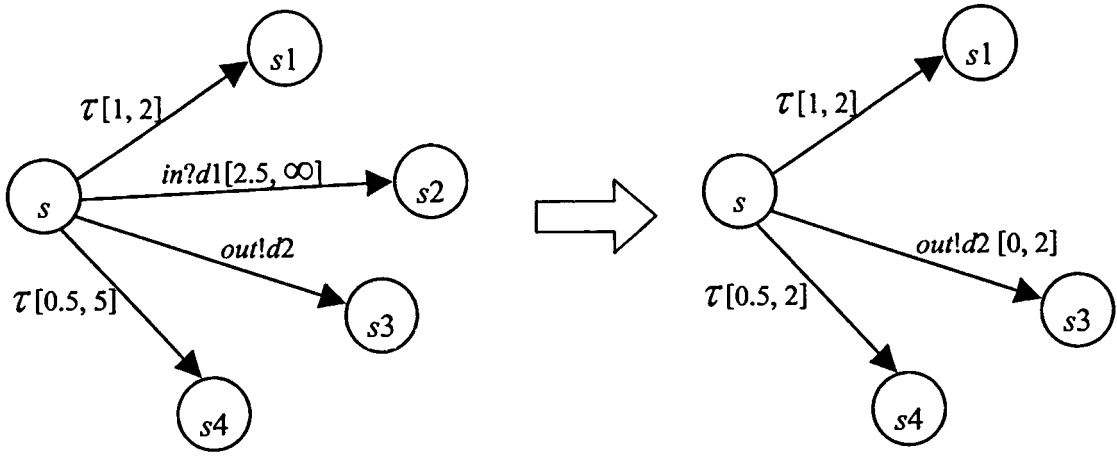 s1
τ[1, 2]
in?d1[2.5, ∞]
s
s2
out!d2
τ[0.5, 5]
s3
s4
s1
τ[1, 2]
s
out!d2 [0, 2]
τ[0.5, 2]
s3
s4